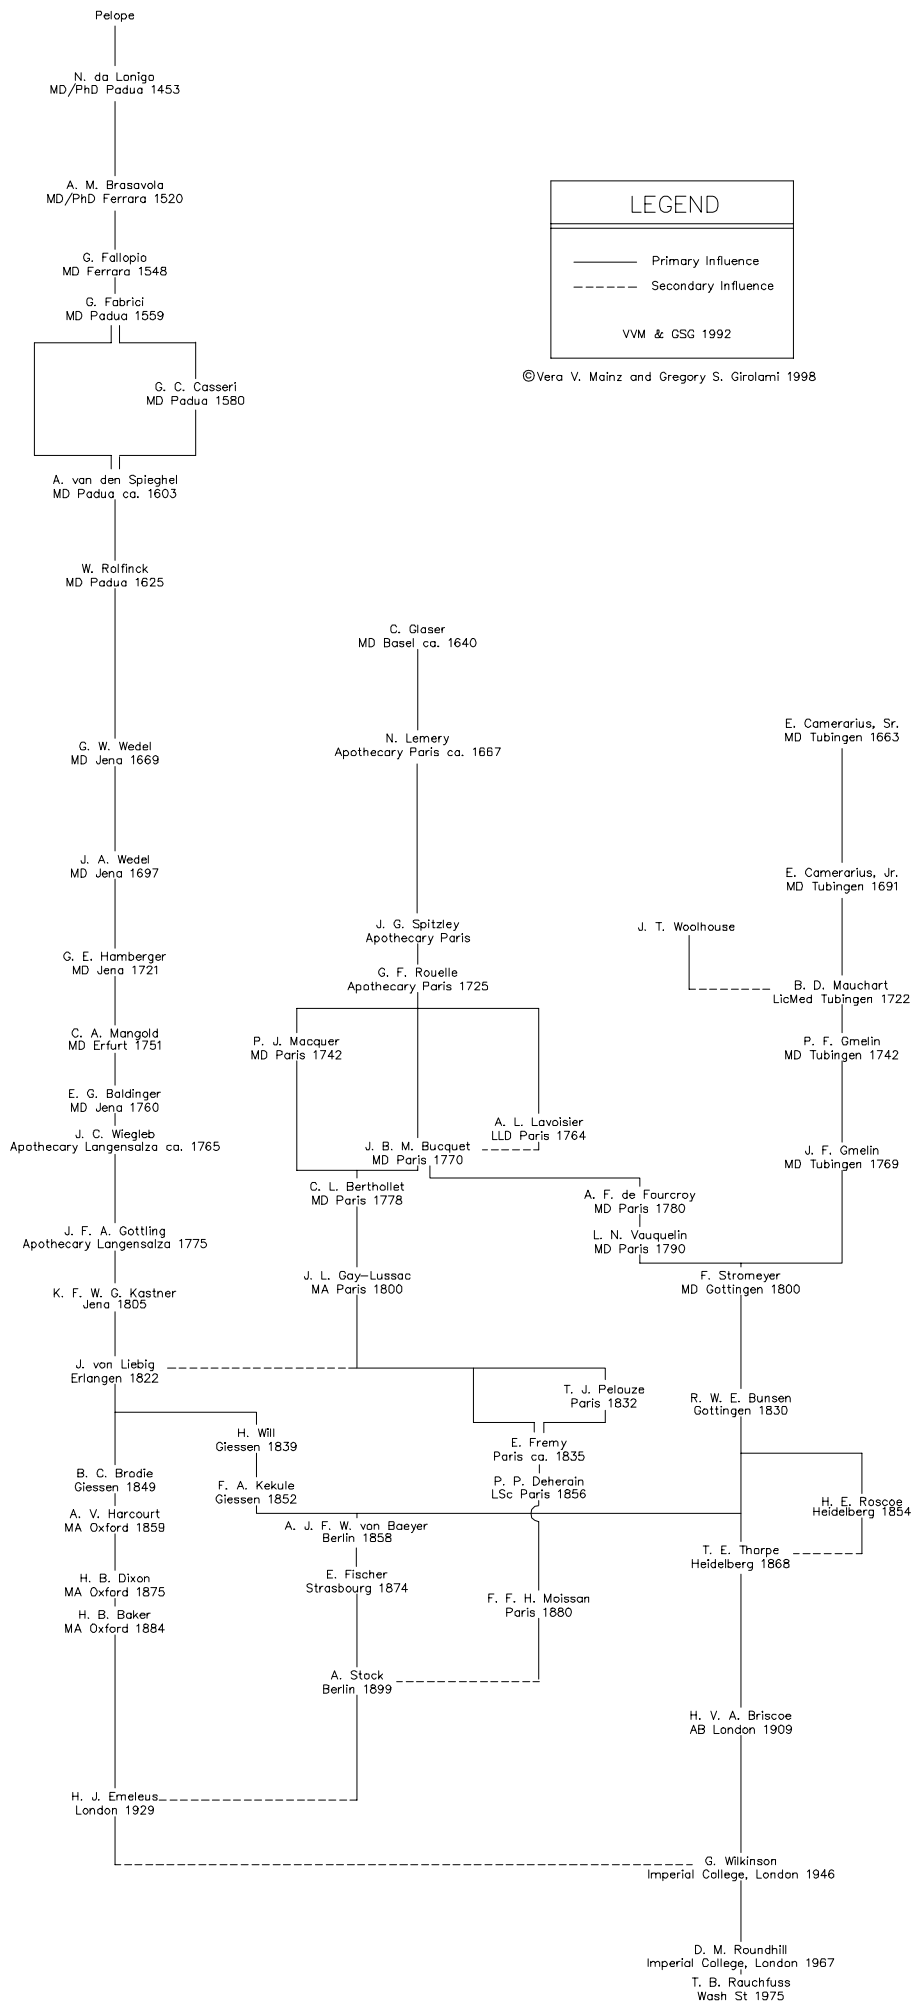 Pelope
N. da Lonigo
MD/PhD Padua 1453
A. M. Brasavola
MD/PhD Ferrara 1520
LEGEND
Primary Influence
Secondary Influence
VVM & GSG 1992
©Vera V. Mainz and Gregory S. Girolami 1998
G. Fallopio
MD Ferrara 1548
G. Fabrici
MD Padua 1559
G. C. Casseri
MD Padua 1580
A. van den Spieghel
MD Padua ca. 1603
W. Rolfinck
MD Padua 1625
C. Glaser
MD Basel ca. 1640
N. Lemery
Apothecary Paris ca. 1667
E. Camerarius, Sr.
MD Tubingen 1663
G. W. Wedel
MD Jena 1669
J. A. Wedel
MD Jena 1697
E. Camerarius, Jr.
MD Tubingen 1691
J. G. Spitzley
Apothecary Paris
J. T. Woolhouse
G. E. Hamberger
MD Jena 1721
G. F. Rouelle
Apothecary Paris 1725
B. D. Mauchart
LicMed Tubingen 1722
C. A. Mangold
MD Erfurt 1751
P. J. Macquer
MD Paris 1742
P. F. Gmelin
MD Tubingen 1742
E. G. Baldinger
MD Jena 1760
J. C. Wiegleb
Apothecary Langensalza ca. 1765
A. L. Lavoisier
LLD Paris 1764
J. B. M. Bucquet
MD Paris 1770
J. F. Gmelin
MD Tubingen 1769
C. L. Berthollet
MD Paris 1778
A. F. de Fourcroy
MD Paris 1780
J. F. A. Gottling
Apothecary Langensalza 1775
L. N. Vauquelin
MD Paris 1790
K. F. W. G. Kastner
Jena 1805
J. L. Gay-Lussac
MA Paris 1800
F. Stromeyer
MD Gottingen 1800
J. von Liebig
Erlangen 1822
T. J. Pelouze
Paris 1832
R. W. E. Bunsen
Gottingen 1830
H. Will
Giessen 1839
E. Fremy
Paris ca. 1835
B. C. Brodie
Giessen 1849
F. A. Kekule
Giessen 1852
P. P. Deherain
LSc Paris 1856
H. E. Roscoe
Heidelberg 1854
A. V. Harcourt
MA Oxford 1859
A. J. F. W. von Baeyer
Berlin 1858
T. E. Thorpe
Heidelberg 1868
H. B. Dixon
MA Oxford 1875
E. Fischer
Strasbourg 1874
F. F. H. Moissan
Paris 1880
H. B. Baker
MA Oxford 1884
A. Stock
Berlin 1899
H. V. A. Briscoe
AB London 1909
H. J. Emeleus
London 1929
G. Wilkinson
Imperial College, London 1946
D. M. Roundhill
Imperial College, London 1967
T. B. Rauchfuss
Wash St 1975